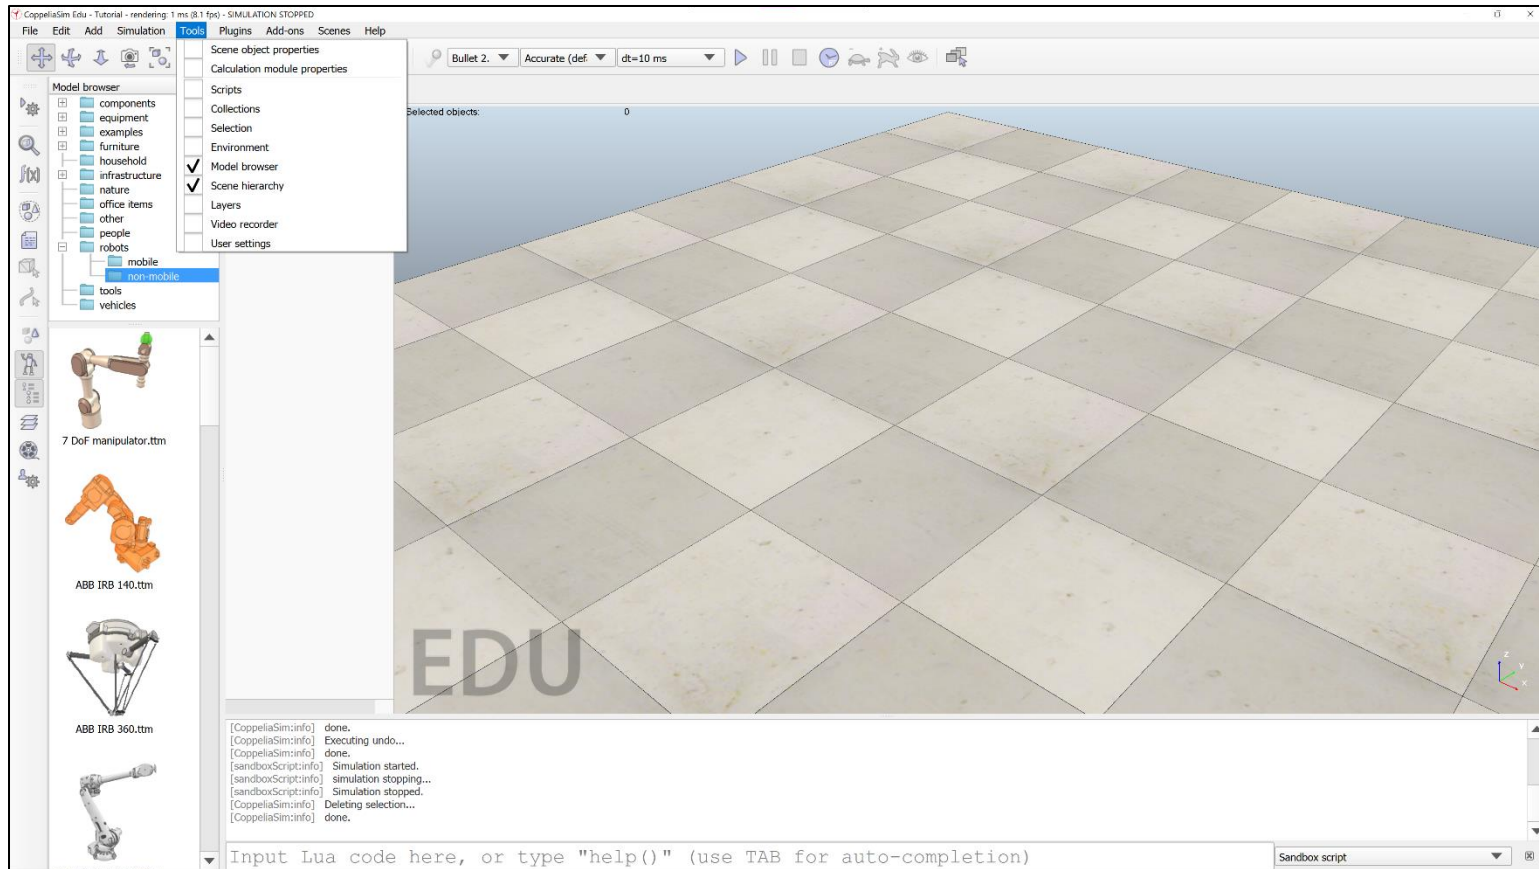 CoppeliaSim Edu - Tutorial - rendering: 1 ms (8.1 fps) - SIMULATION STOPPED
File Edit Add Simulation Tools Plugins Add-ons Scenes Help
Bullet 2. Accurate (def. dt=10 ms
Scene object properties
Calculation module properties
Scripts
Collections
Selection
Environment
Model browser
Scene hierarchy
Layers
Video recorder
User settings
Model browser
components
equipment
examples
furniture
household
infrastructure
nature
office items
other
people
robots
mobile
non-mobile
tools
vehicles
f(x)
7 DoF manipulator.ttm
ABB IRB 140.ttm
ABB IRB 360.ttm
Selected objects: 0
EDU
z
y
x
[CoppeliaSim:info] done.
[CoppeliaSim:info] Executing undo...
[CoppeliaSim:info] done.
[sandboxScript:info] Simulation started.
[sandboxScript:info] simulation stopping...
[sandboxScript:info] Simulation stopped.
[CoppeliaSim:info] Deleting selection...
[CoppeliaSim:info] done.
Input Lua code here, or type "help()" (use TAB for auto-completion)
Sandbox script